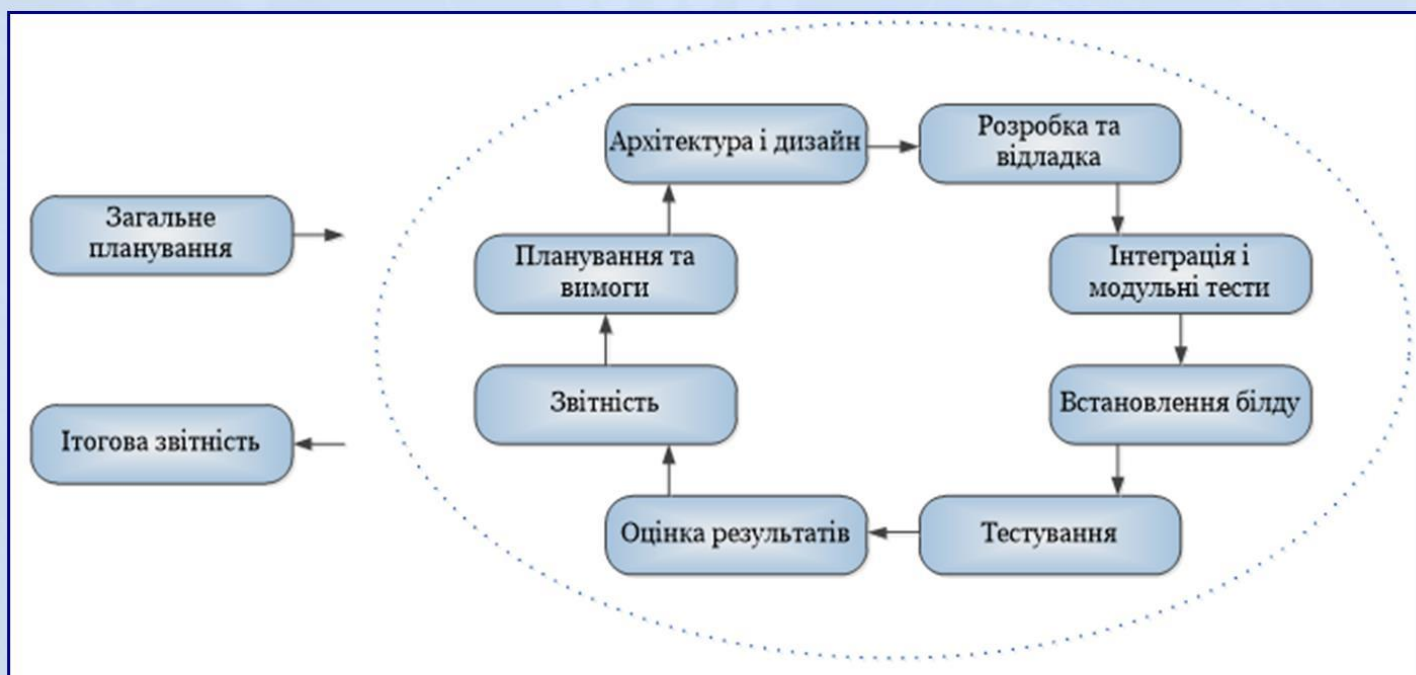 Архітектура і дизайн
Розробка та
відладка
Загальне
планування
Планування та
вимоги
Інтеграція і
модульні тести
Звітність
Встановлення білду
Ітогова звітність
Оцінка результатів
Тестування